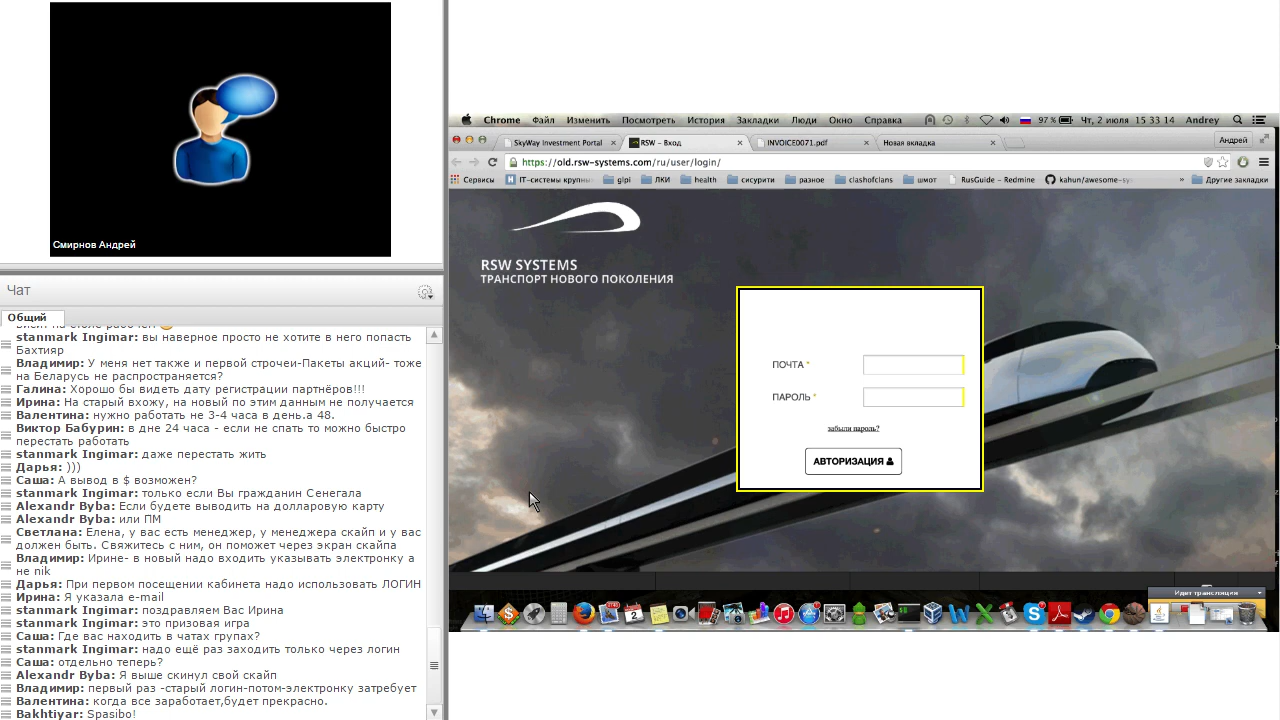 Смирнов Андрей
Чат
Общий
stanmark Ingimar: вы наверное просто не хотите в него попасть
Бахтияр
Владимир: У меня нет также и первой строчеи-Пакеты акций- тоже
на Беларусь не распространяется?
Галина: Хорошо бы видеть дату регистрации партнёров!!!
Ирина: На старый вхожу, на новый по этим данным не получается
Валентина: нужно работать не 3-4 часа в день.а 48.
Виктор Бабурин: в дне 24 часа - если не спать то можно быстро
перестать работать
stanmark Ingimar: даже перестать жить
Дарья: )))
Саша: А вывод в $ возможен?
stanmark Ingimar: только если Вы гражданин Сенегала
Alexandr Byba: Если будете выводить на долларовую карту
Alexandr Byba: или ПМ
Светлана: Елена, у вас есть менеджер, у менеджера скайп и у вас
должен быть. Свяжитесь с ним, он поможет через экран скайпа
Владимир: Ирине- в новый надо входить указывать электронку а
не nik
Дарья: При первом посещении кабинета надо использовать ЛОГИН
Ирина: Я указала e-mail
stanmark Ingimar: поздравляем Вас Ирина
stanmark Ingimar: это призовая игра
Саша: Где вас находить в чатах групах?
stanmark Ingimar: надо ещё раз заходить только через логин
Саша: отдельно теперь?
Alexandr Byba: Я выше скинул свой скайп
Владимир: первый раз -старый логин-потом-электронку затребует
Валентина: когда все заработает,будет прекрасно.
Bakhtiyar: Spasibo!
Chrome Файл Изменить Посмотреть История Закладки Люди Окно Справка 97 % Чт, 2 июля 15 33 14 Andrey
SkyWay Investment Portal RSW - Вход INVOICE0071.pdf Новая вкладка Андрей
https://old.rsw-systems.com/ru/user/login/
Сервисы IT-системы крупны glpi ЛКИ health сисурити разное clashofclans шмот RusGuide - Redmine kahun/awesome-sy » Другие закладки
RSW SYSTEMS
ТРАНСПОРТ НОВОГО ПОКОЛЕНИЯ
ПОЧТА *
ПАРОЛЬ *
забыли пароль?
АВТОРИЗАЦИЯ
Идет трансляция